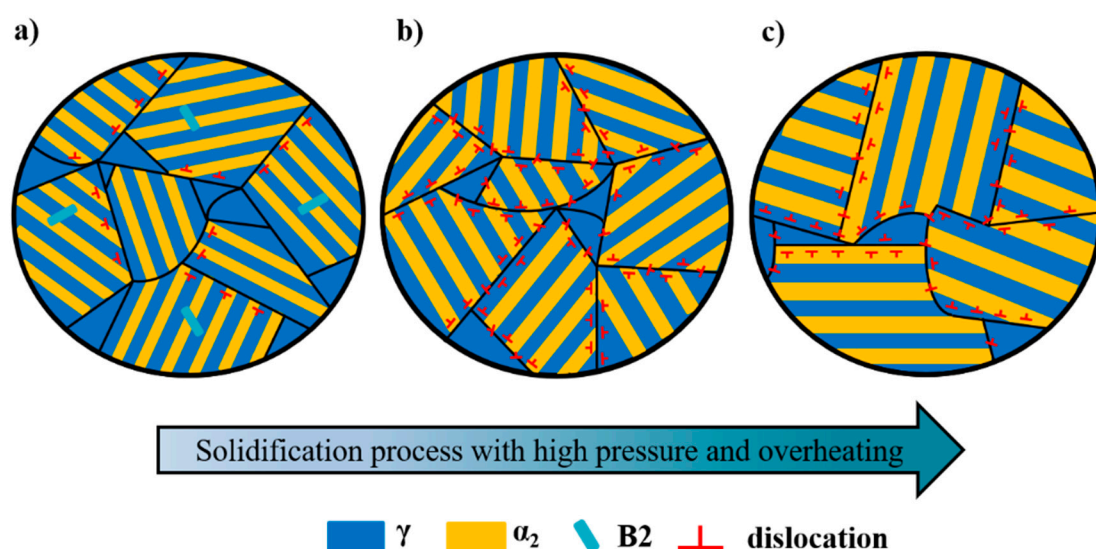 a)
b)
c)
Solidification process with high pressure and overheating
γ
α₂
B2
dislocation